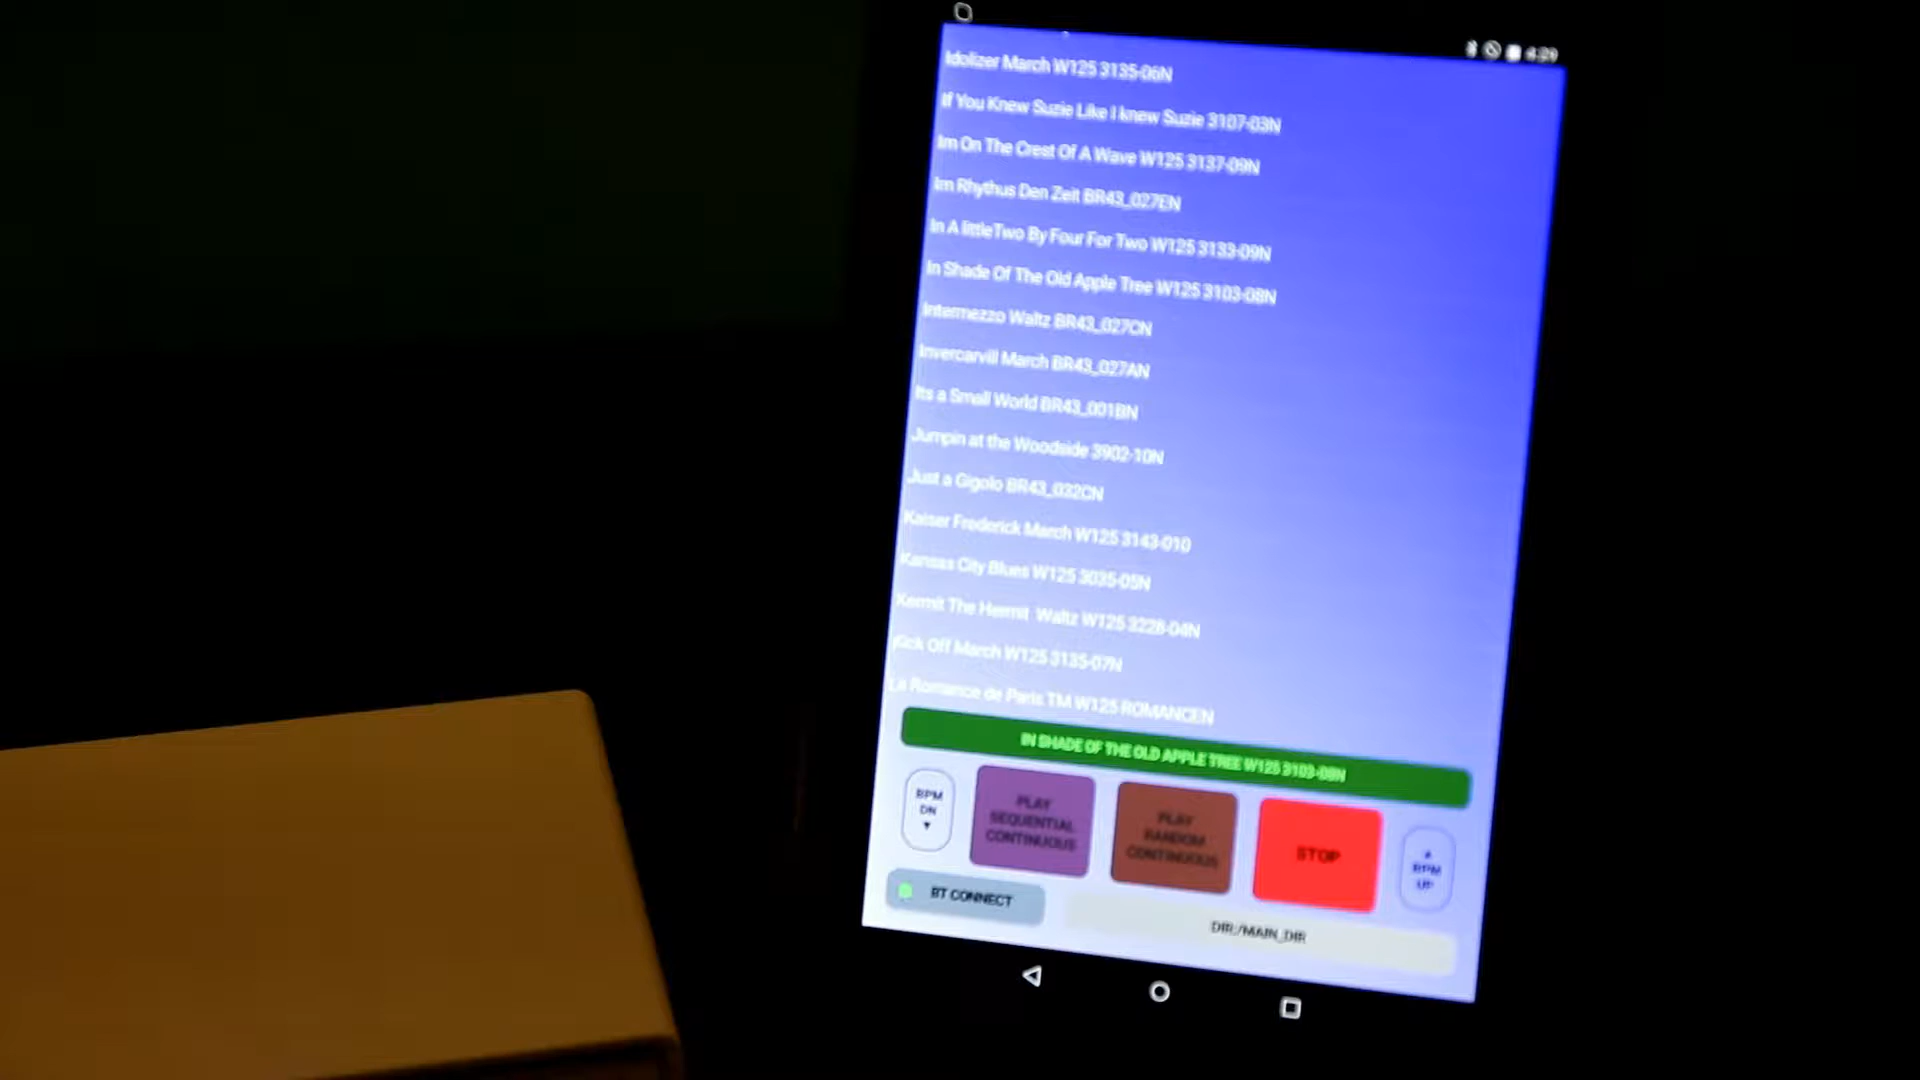 4:29
Idolizer March W125 3135-06N
If You Knew Suzie Like I knew Suzie 3107-03N
Im On The Crest Of A Wave W125 3137-09N
Im Rhythus Den Zeit BR43_027EN
In A littleTwo By Four For Two W125 3133-09N
In Shade Of The Old Apple Tree W125 3103-08N
Intermezzo Waltz BR43_027CN
Invercarvill March BR43_027AN
Its a Small World BR43_001BN
Jumpin at the Woodside 3902-10N
Just a Gigolo BR43_032CN
Kaiser Frederick March W125 3143-010
Kansas City Blues W125 3035-05N
Kermit The Hermit Waltz W125 3228-04N
Kick Off March W125 3135-07N
La Romance de Paris TM W125 ROMANCEN
IN SHADE OF THE OLD APPLE TREE W125 3103-08N
BPM
DN
▼
PLAY
SEQUENTIAL
CONTINUOUS
PLAY
RANDOM
CONTINUOUS
STOP
▲
BPM
UP
BT CONNECT
DIR:/MAIN_DIR